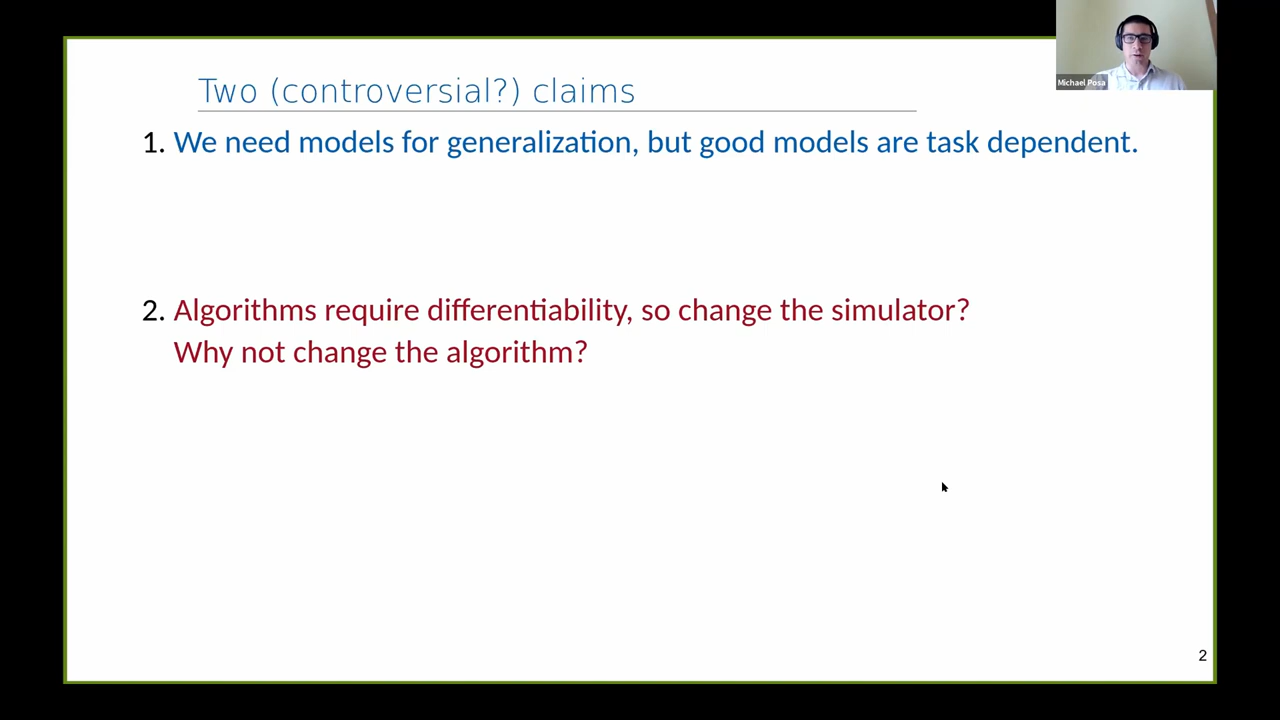 Two (controversial?) claims
Michael Posa
1. We need models for generalization, but good models are task dependent.
2. Algorithms require differentiability, so change the simulator?
Why not change the algorithm?
2